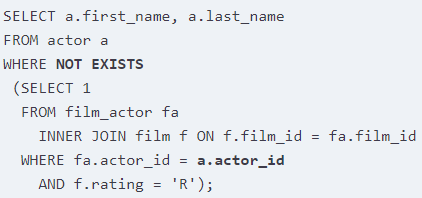 SELECT a.first_name, a.last_name
FROM actor a
WHERE NOT EXISTS
(SELECT 1
FROM film_actor fa
INNER JOIN film f ON f.film_id = fa.film_id
WHERE fa.actor_id = a.actor_id
AND f.rating = 'R');